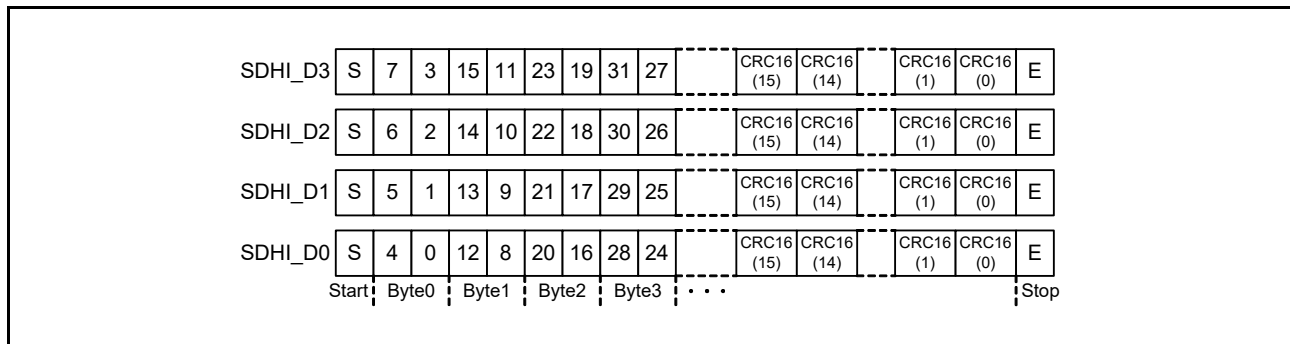 SDHI_D3 S 7 3 15 11 23 19 31 27 CRC16 (15) CRC16 (14) CRC16 (1) CRC16 (0) E
SDHI_D2 S 6 2 14 10 22 18 30 26 CRC16 (15) CRC16 (14) CRC16 (1) CRC16 (0) E
SDHI_D1 S 5 1 13 9 21 17 29 25 CRC16 (15) CRC16 (14) CRC16 (1) CRC16 (0) E
SDHI_D0 S 4 0 12 8 20 16 28 24 CRC16 (15) CRC16 (14) CRC16 (1) CRC16 (0) E
Start Byte0 Byte1 Byte2 Byte3 · · · Stop